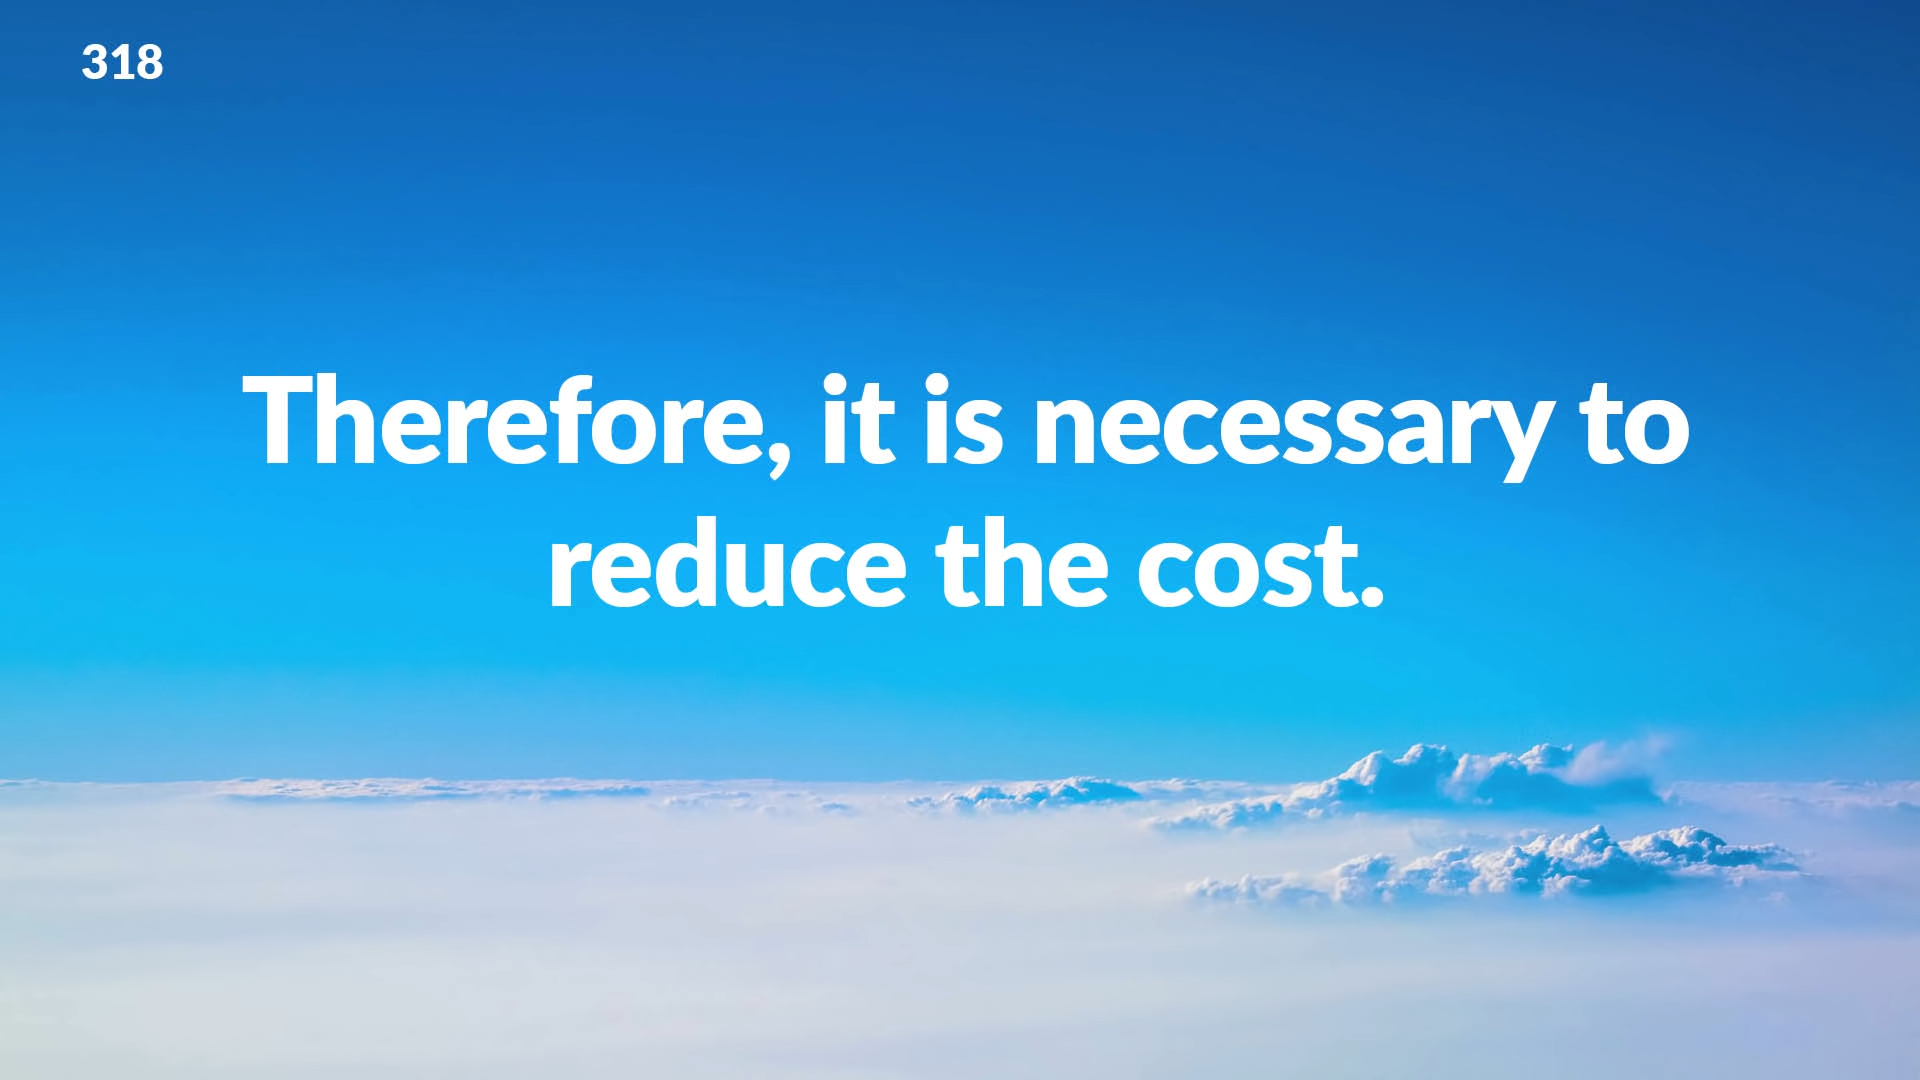 318
Therefore, it is necessary to
reduce the cost.